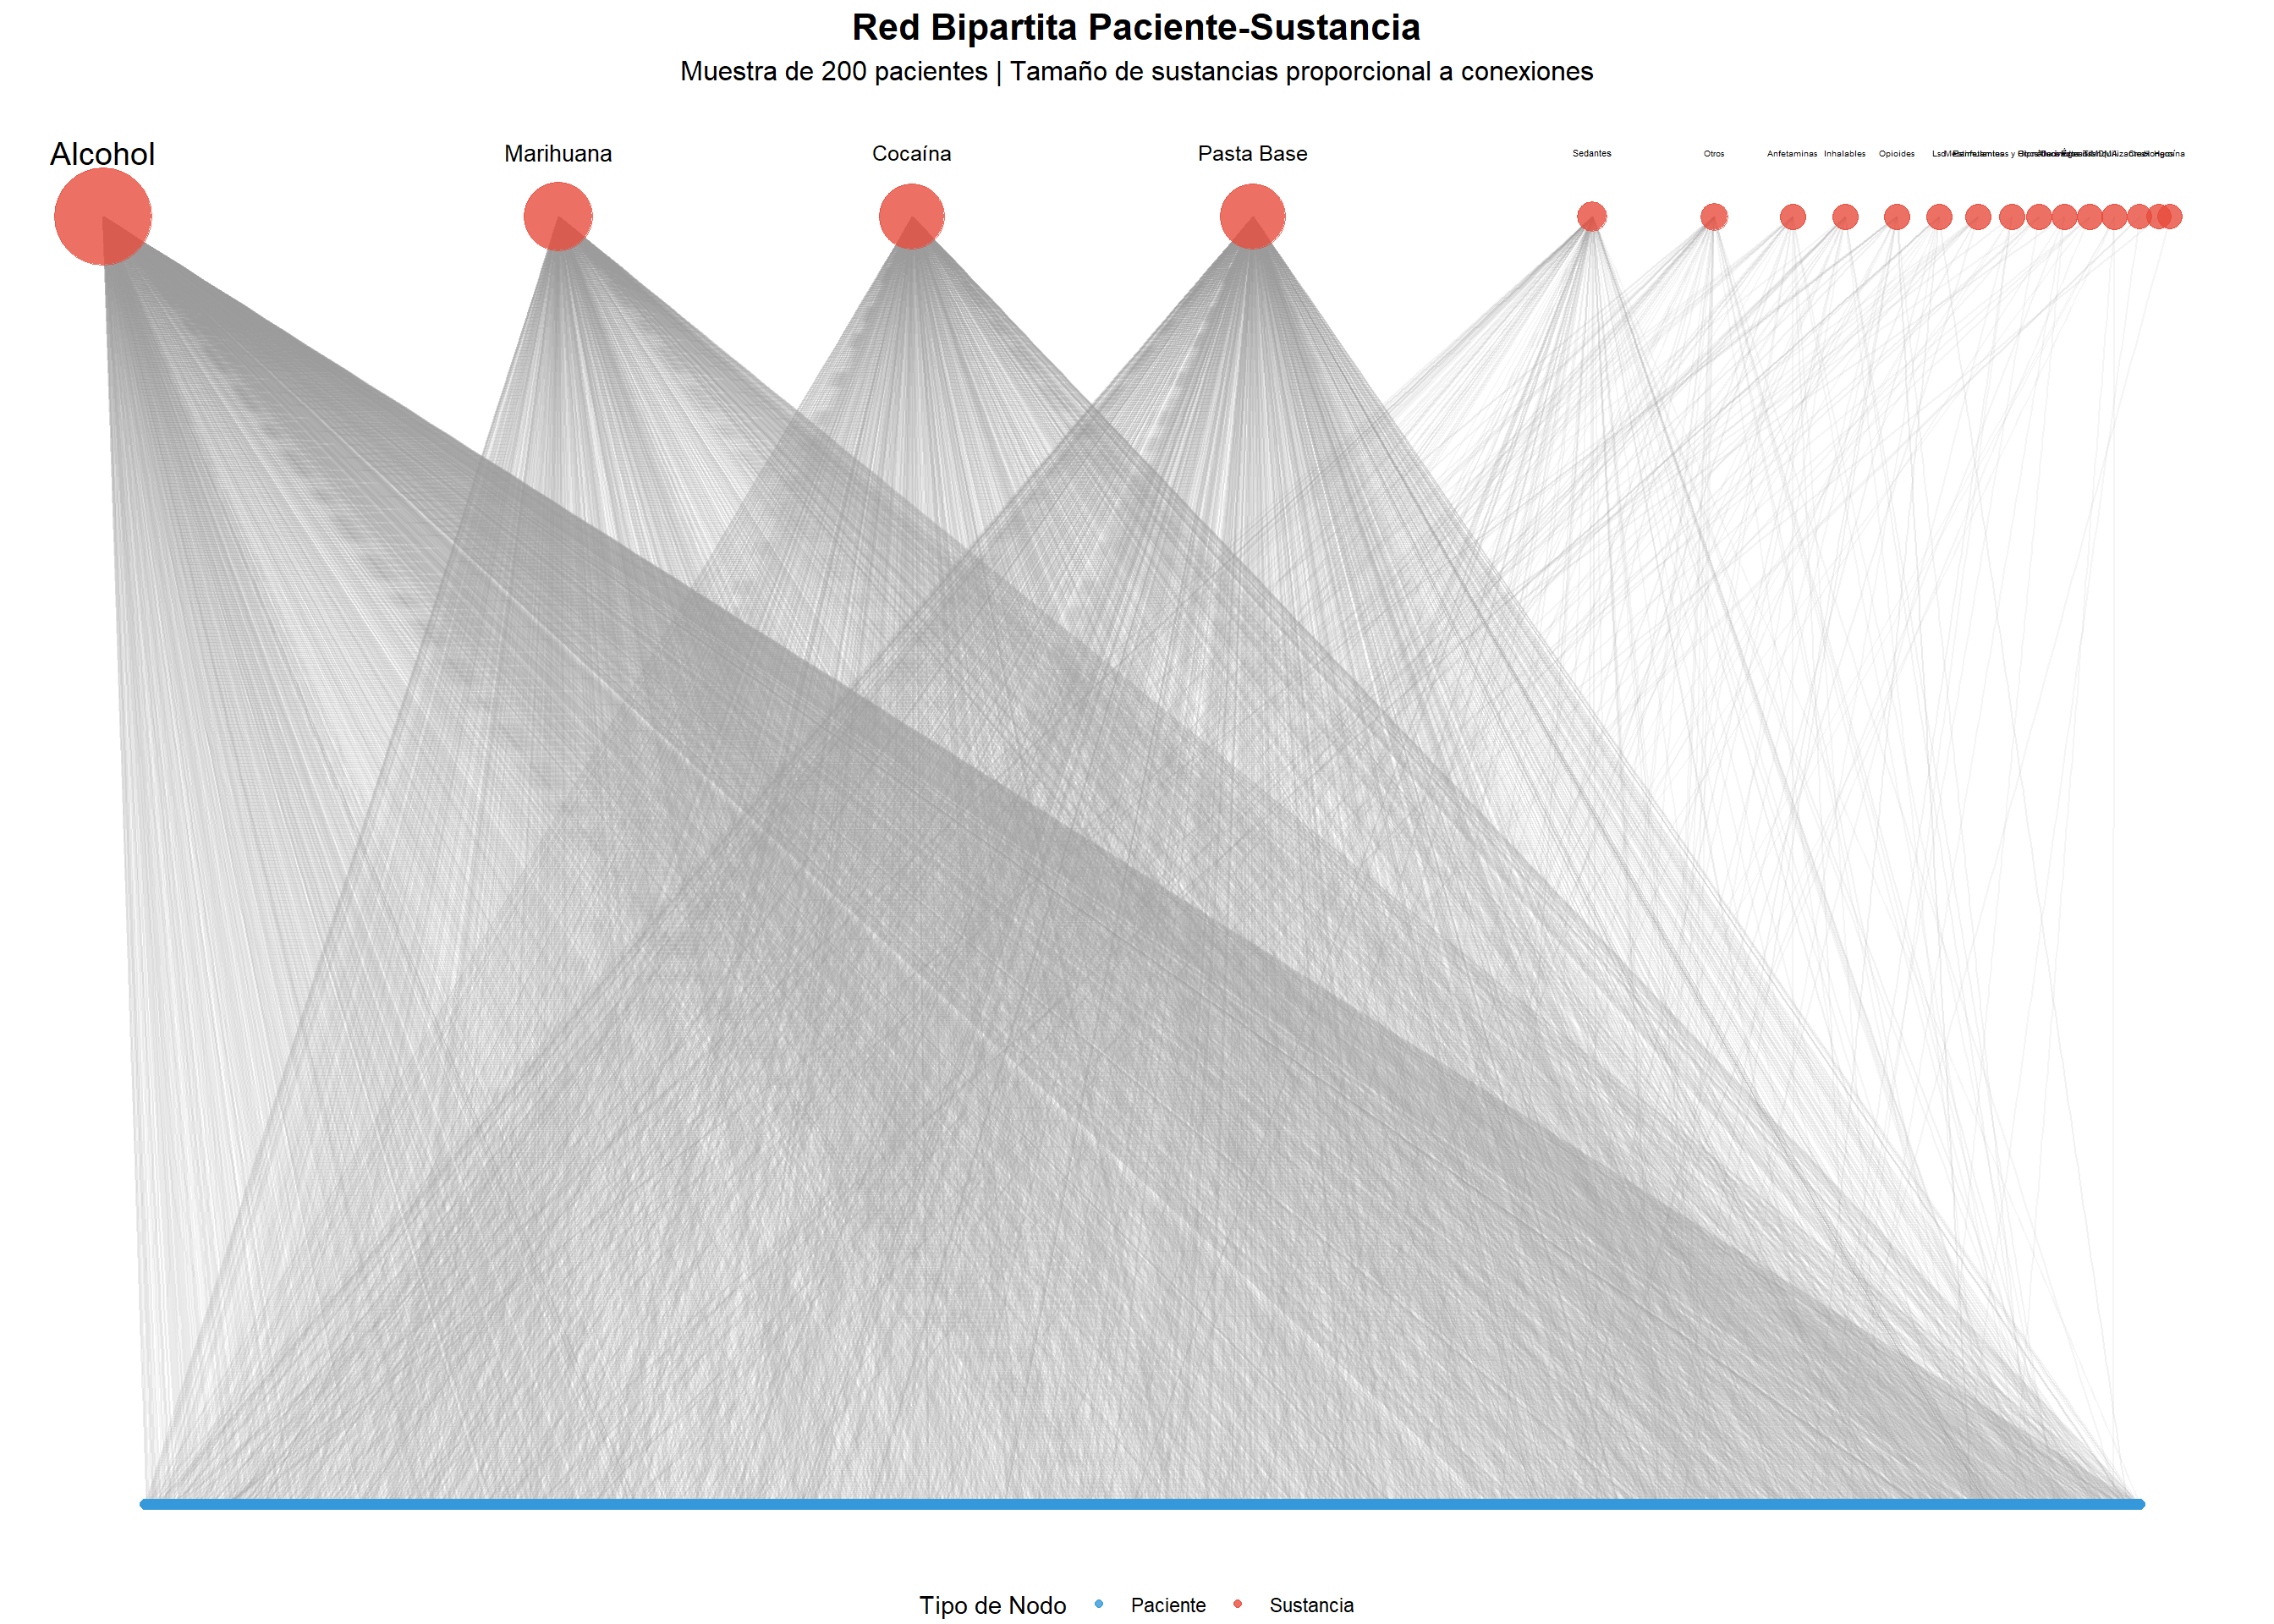 Red Bipartita Paciente-Sustancia
Muestra de 200 pacientes | Tamaño de sustancias proporcional a conexiones
Alcohol Marihuana Cocaína Pasta Base Sedantes Otros Anfetaminas Inhalables Opioides Lsd
Tipo de Nodo Paciente Sustancia